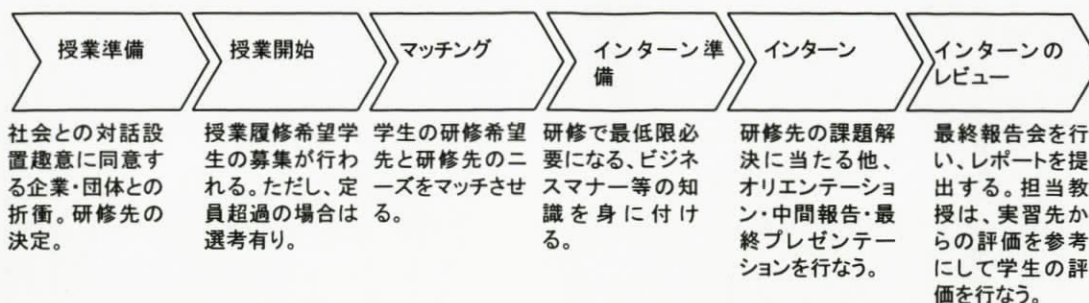 授業準備
授業開始
マッチング
インターン準
備
インターン
インターンの
レビュー
社会との対話設
置趣意に同意す
る企業・団体との
折衝。研修先の
決定。
授業履修希望学
生の募集が行わ
れる。ただし、定
員超過の場合は
選考有り。
学生の研修希望
先と研修先のニ
ーズをマッチさせ
る。
研修で最低限必
要になる、ビジネ
スマナー等の知
識を身に付け
る。
研修先の課題解
決に当たる他、
オリエンテーショ
ン・中間報告・最
終プレゼンテー
ションを行なう。
最終報告会を行
い、レポートを提
出する。担当教
授は、実習先か
らの評価を参考
にして学生の評
価を行なう。